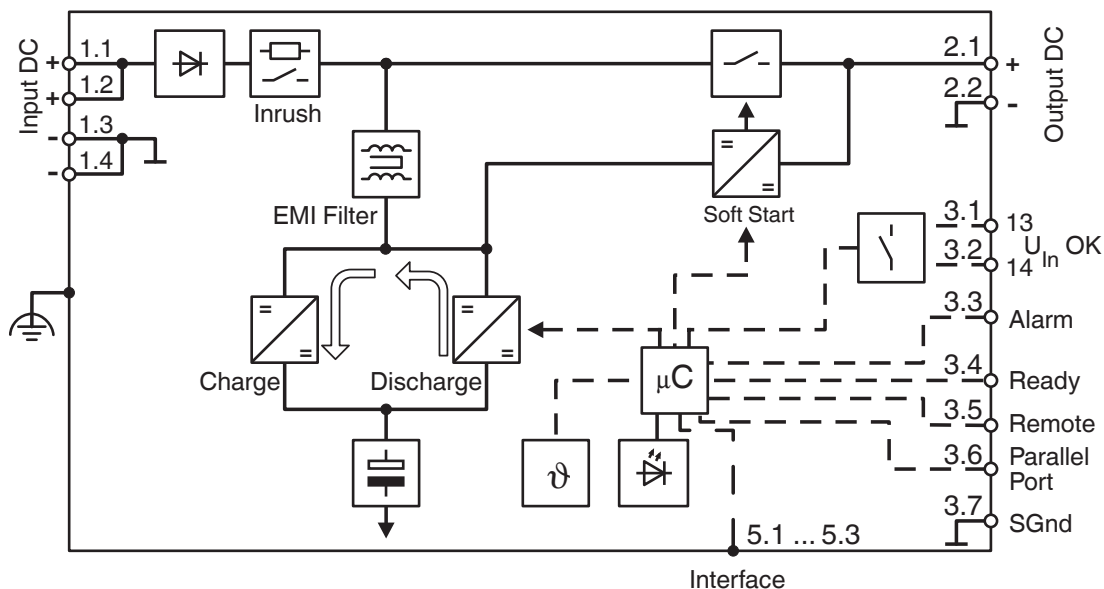 Input DC
+
1.1
+
1.2
-
1.3
-
1.4
Inrush
2.1
+
2.2
-
Output DC
EMI Filter
=
=
Soft Start
3.1
13
3.2
14
UIn OK
3.3
Alarm
=
=
Charge
=
=
Discharge
μC
3.4
Ready
3.5
Remote
3.6
Parallel
Port
ϑ
3.7
SGnd
5.1 ... 5.3
Interface